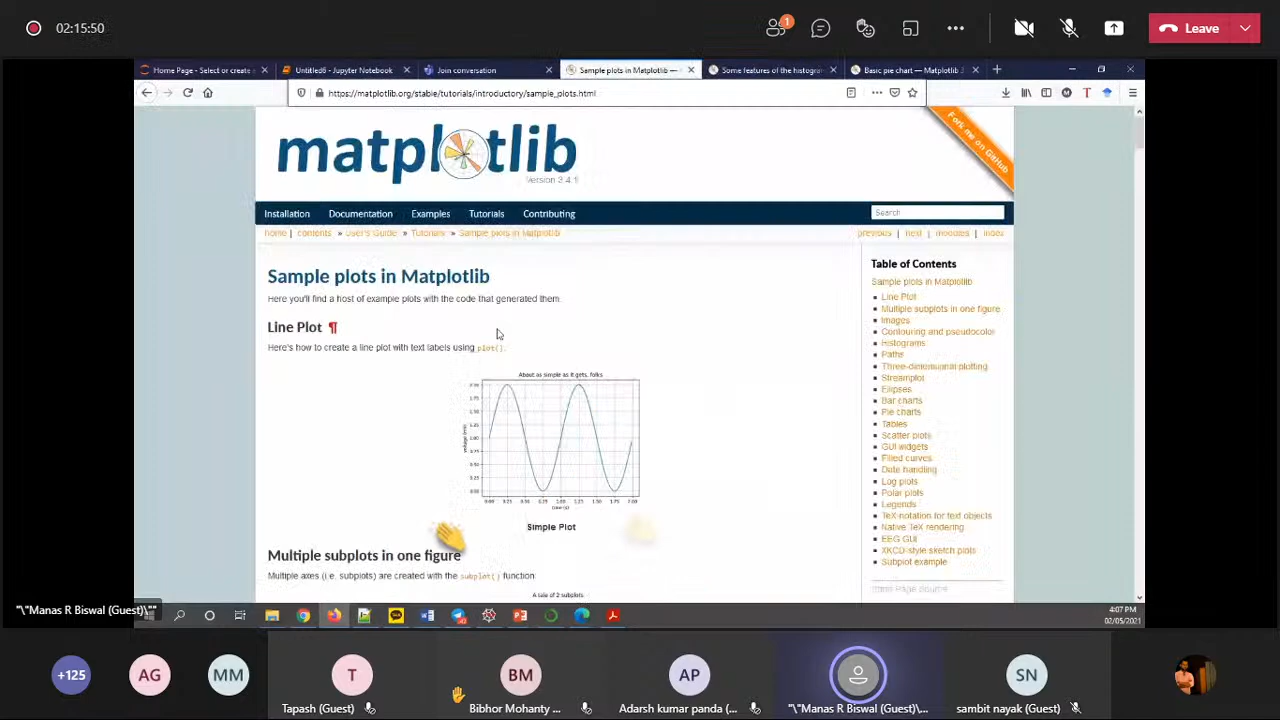 02:15:50
1
Leave
Home Page - Select or create
Untitled6 - Jupyter Notebook
Join conversation
Sample plots in Matplotlib —
Some features of the histogram
Basic pie chart — Matplotlib 3
https://matplotlib.org/stable/tutorials/introductory/sample_plots.html
matplotlib
Version 3.4.1
Fork me on GitHub
Installation Documentation Examples Tutorials Contributing
Search
home | contents » User's Guide » Tutorials » Sample plots in Matplotlib
previous | next | modules | index
Sample plots in Matplotlib
Here you'll find a host of example plots with the code that generated them.
Line Plot ¶
Here's how to create a line plot with text labels using plot().
About as simple as it gets, folks
voltage (mV)
time (s)
Simple Plot
Multiple subplots in one figure
Multiple axes (i.e. subplots) are created with the subplot() function:
A tale of 2 subplots
Table of Contents
Sample plots in Matplotlib
Line Plot
Multiple subplots in one figure
Images
Contouring and pseudocolor
Histograms
Paths
Three-dimensional plotting
Streamplot
Ellipses
Bar charts
Pie charts
Tables
Scatter plots
GUI widgets
Filled curves
Date handling
Log plots
Polar plots
Legends
TeX-notation for text objects
Native TeX rendering
EEG GUI
XKCD-style sketch plots
Subplot example
"\"Manas R Biswal (Guest)\""
4:07 PM
02/05/2021
+125
AG
MM
T
Tapash (Guest)
BM
Bibhor Mohanty ...
AP
Adarsh kumar panda (...
"\"Manas R Biswal (Guest)\...
SN
sambit nayak (Guest)